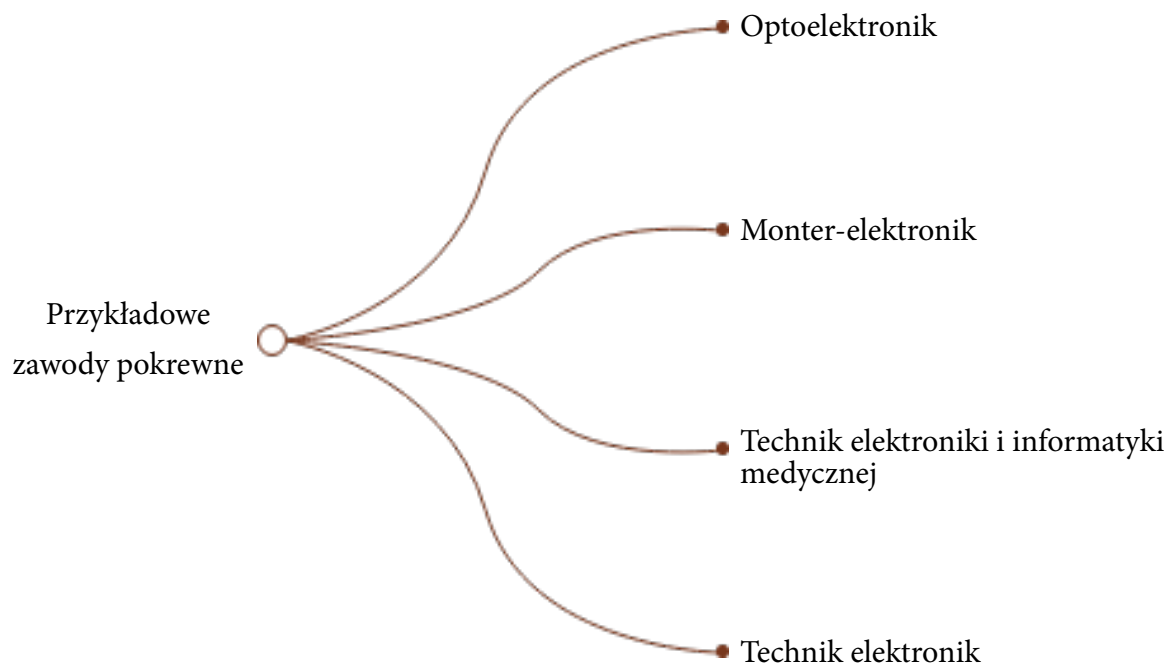 Przykładowe
zawody pokrewne
Optoelektronik
Monter-elektronik
Technik elektroniki i informatyki
medycznej
Technik elektronik